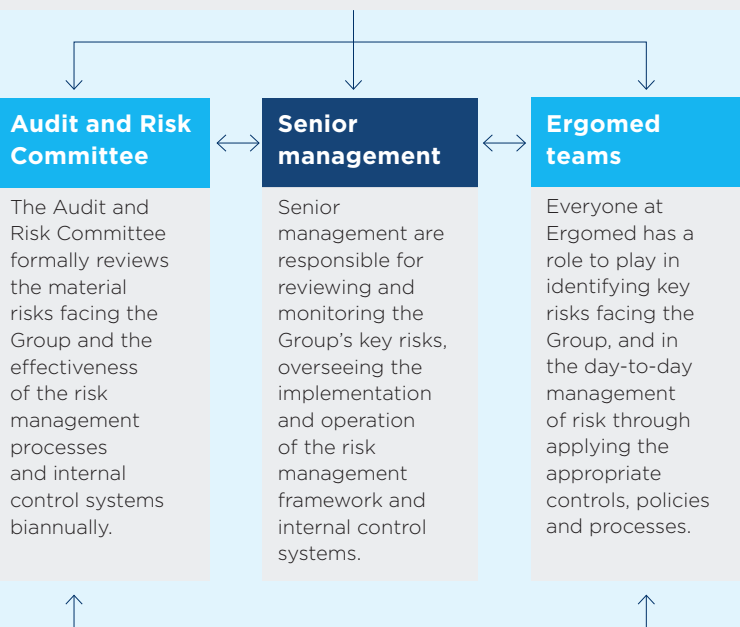 Audit and Risk
Committee
The Audit and
Risk Committee
formally reviews
the material
risks facing the
Group and the
effectiveness
of the risk
management
processes
and internal
control systems
biannually.
Senior
management
Senior
management are
responsible for
reviewing and
monitoring the
Group’s key risks,
overseeing the
implementation
and operation
of the risk
management
framework and
internal control
systems.
Ergomed
teams
Everyone at
Ergomed has a
role to play in
identifying key
risks facing the
Group, and in
the day-to-day
management
of risk through
applying the
appropriate
controls, policies
and processes.